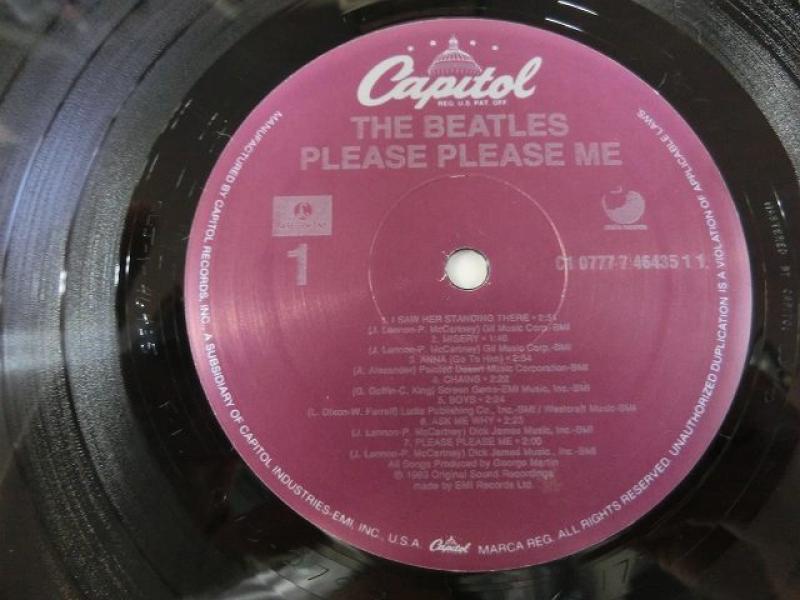 Capitol
REG. U.S. PAT. OFF.
THE BEATLES
PLEASE PLEASE ME
PARLOPHONE
1
C1 0777-7 46435 1 1.
1. I SAW HER STANDING THERE • 2:51
(J. Lennon-P. McCartney) Gil Music Corp.-BMI
2. MISERY • 1:46
(J. Lennon-P. McCartney) Gil Music Corp.-BMI
3. ANNA (Go To Him) • 2:54
(A. Alexander) Painted Desert Music Corporation-BMI
4. CHAINS • 2:22
(G. Goffin-C. King) Screen Gems-EMI Music, Inc.-BMI
5. BOYS • 2:24
(L. Dixon-W. Farrell) Ludix Publishing Co., Inc.-BMI / Westcraft Music-BMI
6. ASK ME WHY • 2:23
(J. Lennon-P. McCartney) Dick James Music, Inc.-BMI
7. PLEASE PLEASE ME • 2:00
(J. Lennon-P. McCartney) Dick James Music, Inc.-BMI
All Songs Produced by George Martin
℗ 1963 Original Sound Recordings
made by EMI Records Ltd.
MANUFACTURED BY CAPITOL RECORDS, INC., A SUBSIDIARY OF CAPITOL INDUSTRIES-EMI, INC., U.S.A. Capitol MARCA REG. ALL RIGHTS RESERVED. UNAUTHORIZED DUPLICATION IS A VIOLATION OF APPLICABLE LAWS.